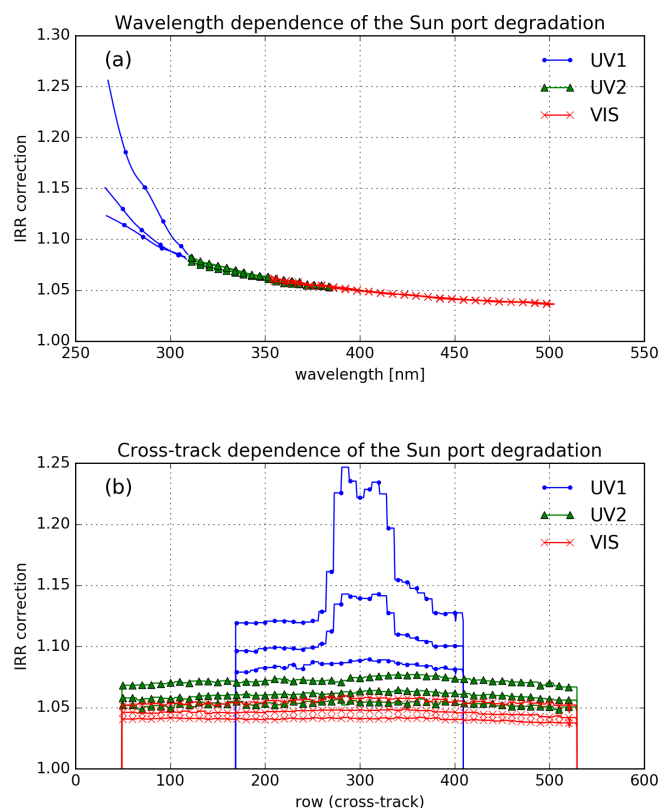 Wavelength dependence of the Sun port degradation
1.30
(a)
UV1
UV2
VIS
1.25
1.20
1.15
1.10
1.05
1.00
IRR correction
250
300
350
400
450
500
550
wavelength [nm]
Cross-track dependence of the Sun port degradation
1.25
(b)
UV1
UV2
VIS
1.20
1.15
1.10
1.05
1.00
IRR correction
0
100
200
300
400
500
600
row (cross-track)